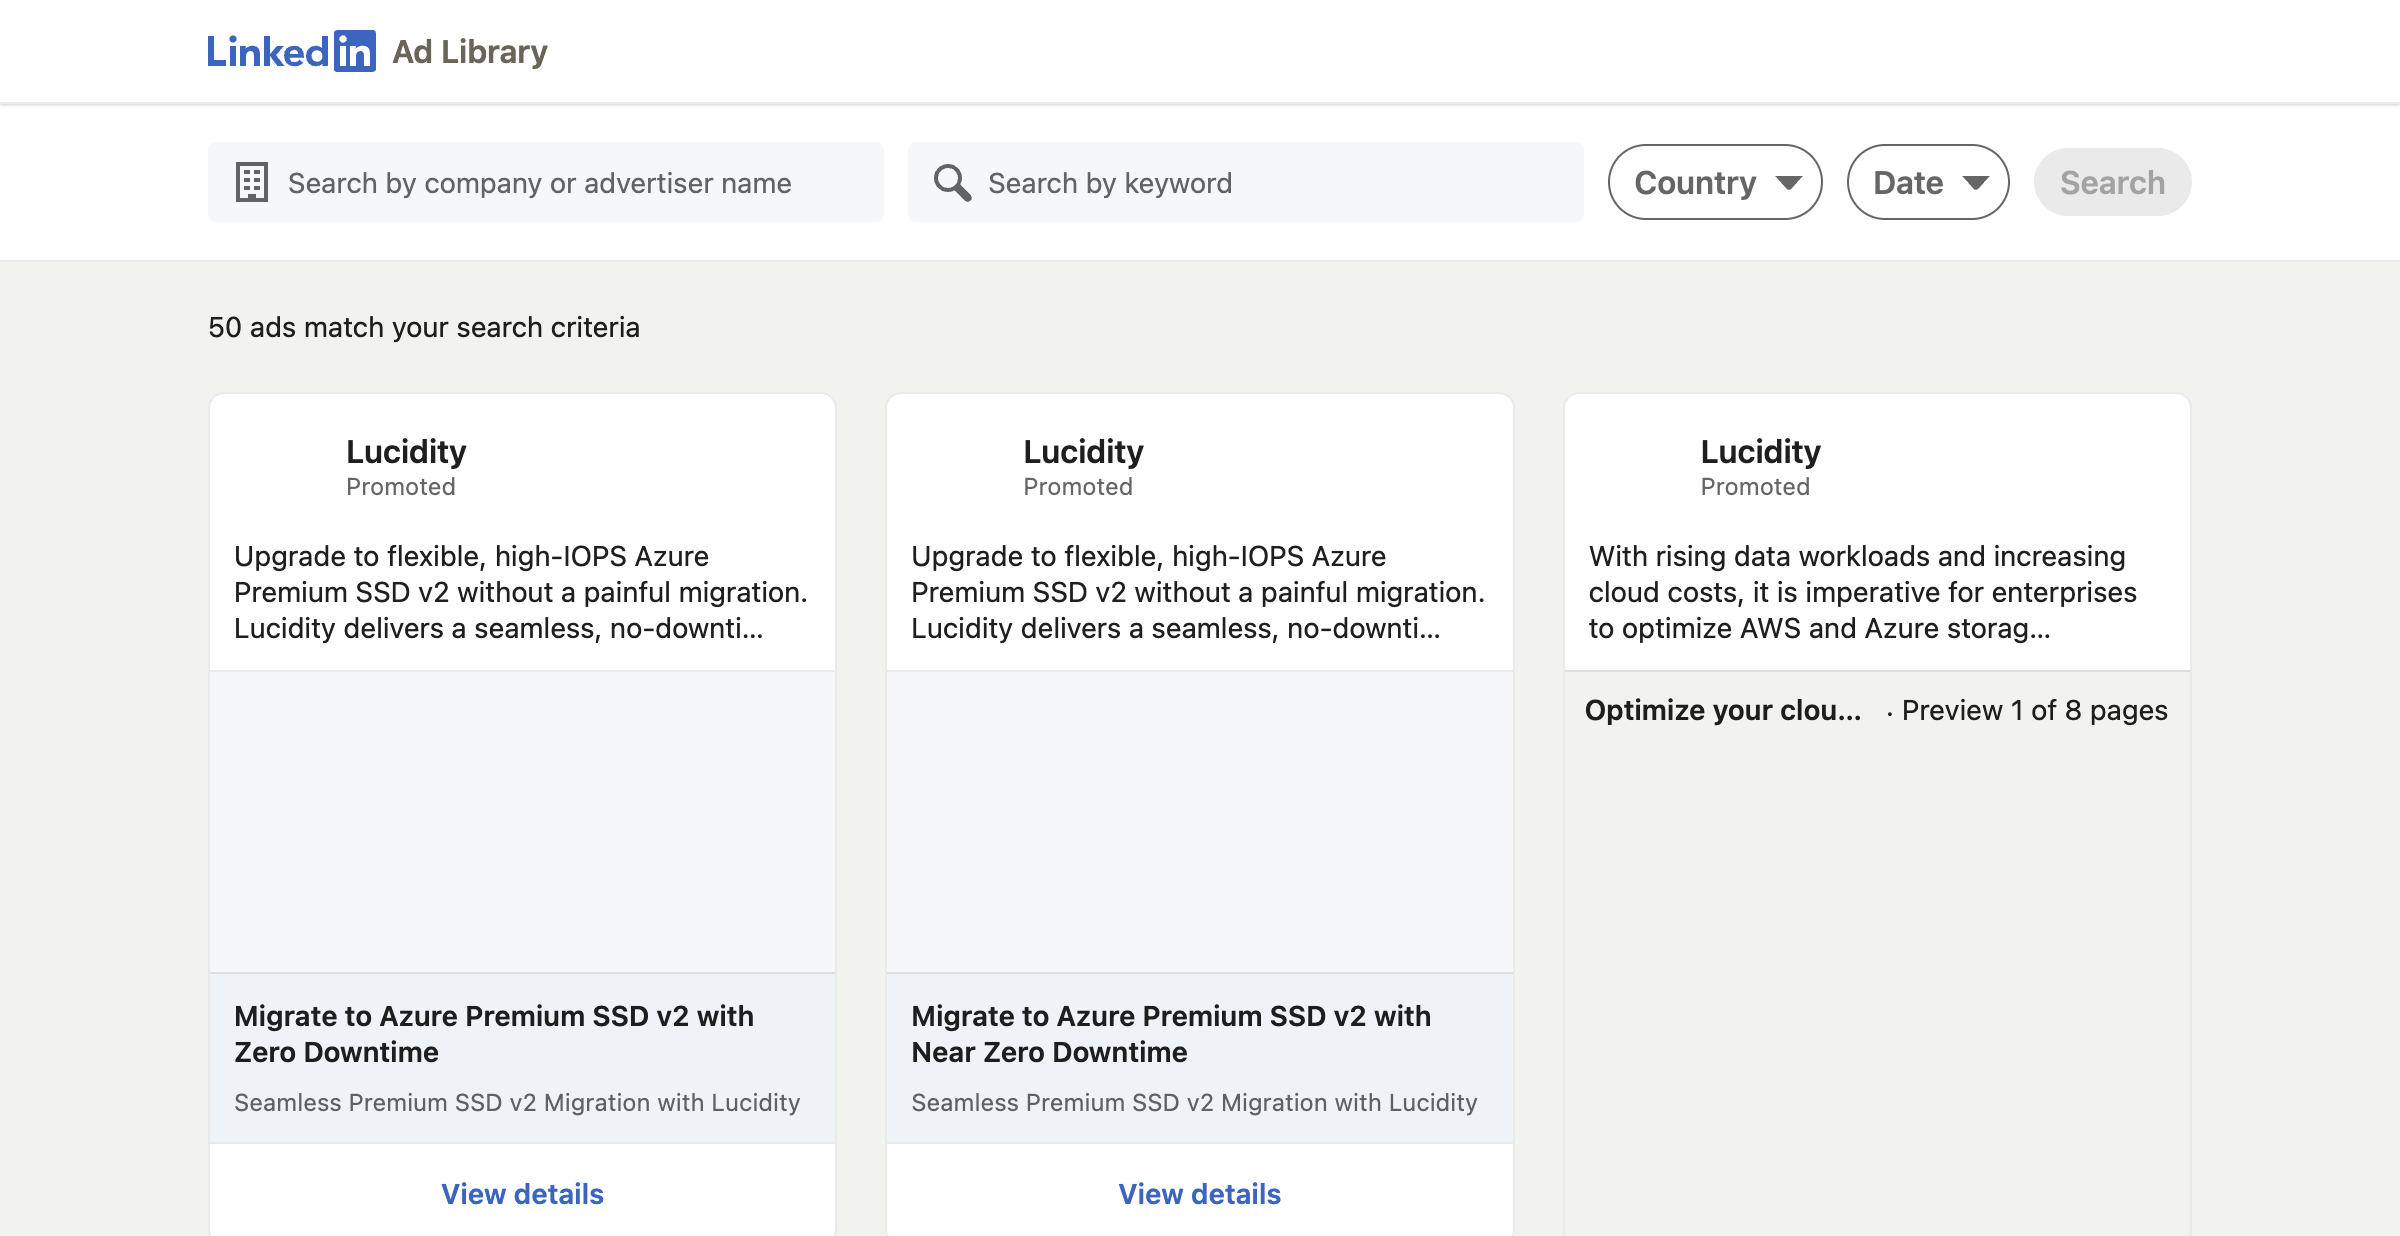 LinkedIn Ad Library
Search by company or advertiser name
Search by keyword
Country
Date
Search
50 ads match your search criteria
Lucidity
Promoted
Upgrade to flexible, high-IOPS Azure
Premium SSD v2 without a painful migration.
Lucidity delivers a seamless, no-downti...
Migrate to Azure Premium SSD v2 with
Zero Downtime
Seamless Premium SSD v2 Migration with Lucidity
View details
Lucidity
Promoted
Upgrade to flexible, high-IOPS Azure
Premium SSD v2 without a painful migration.
Lucidity delivers a seamless, no-downti...
Migrate to Azure Premium SSD v2 with
Near Zero Downtime
Seamless Premium SSD v2 Migration with Lucidity
View details
Lucidity
Promoted
With rising data workloads and increasing
cloud costs, it is imperative for enterprises
to optimize AWS and Azure storag...
Optimize your clou... · Preview 1 of 8 pages